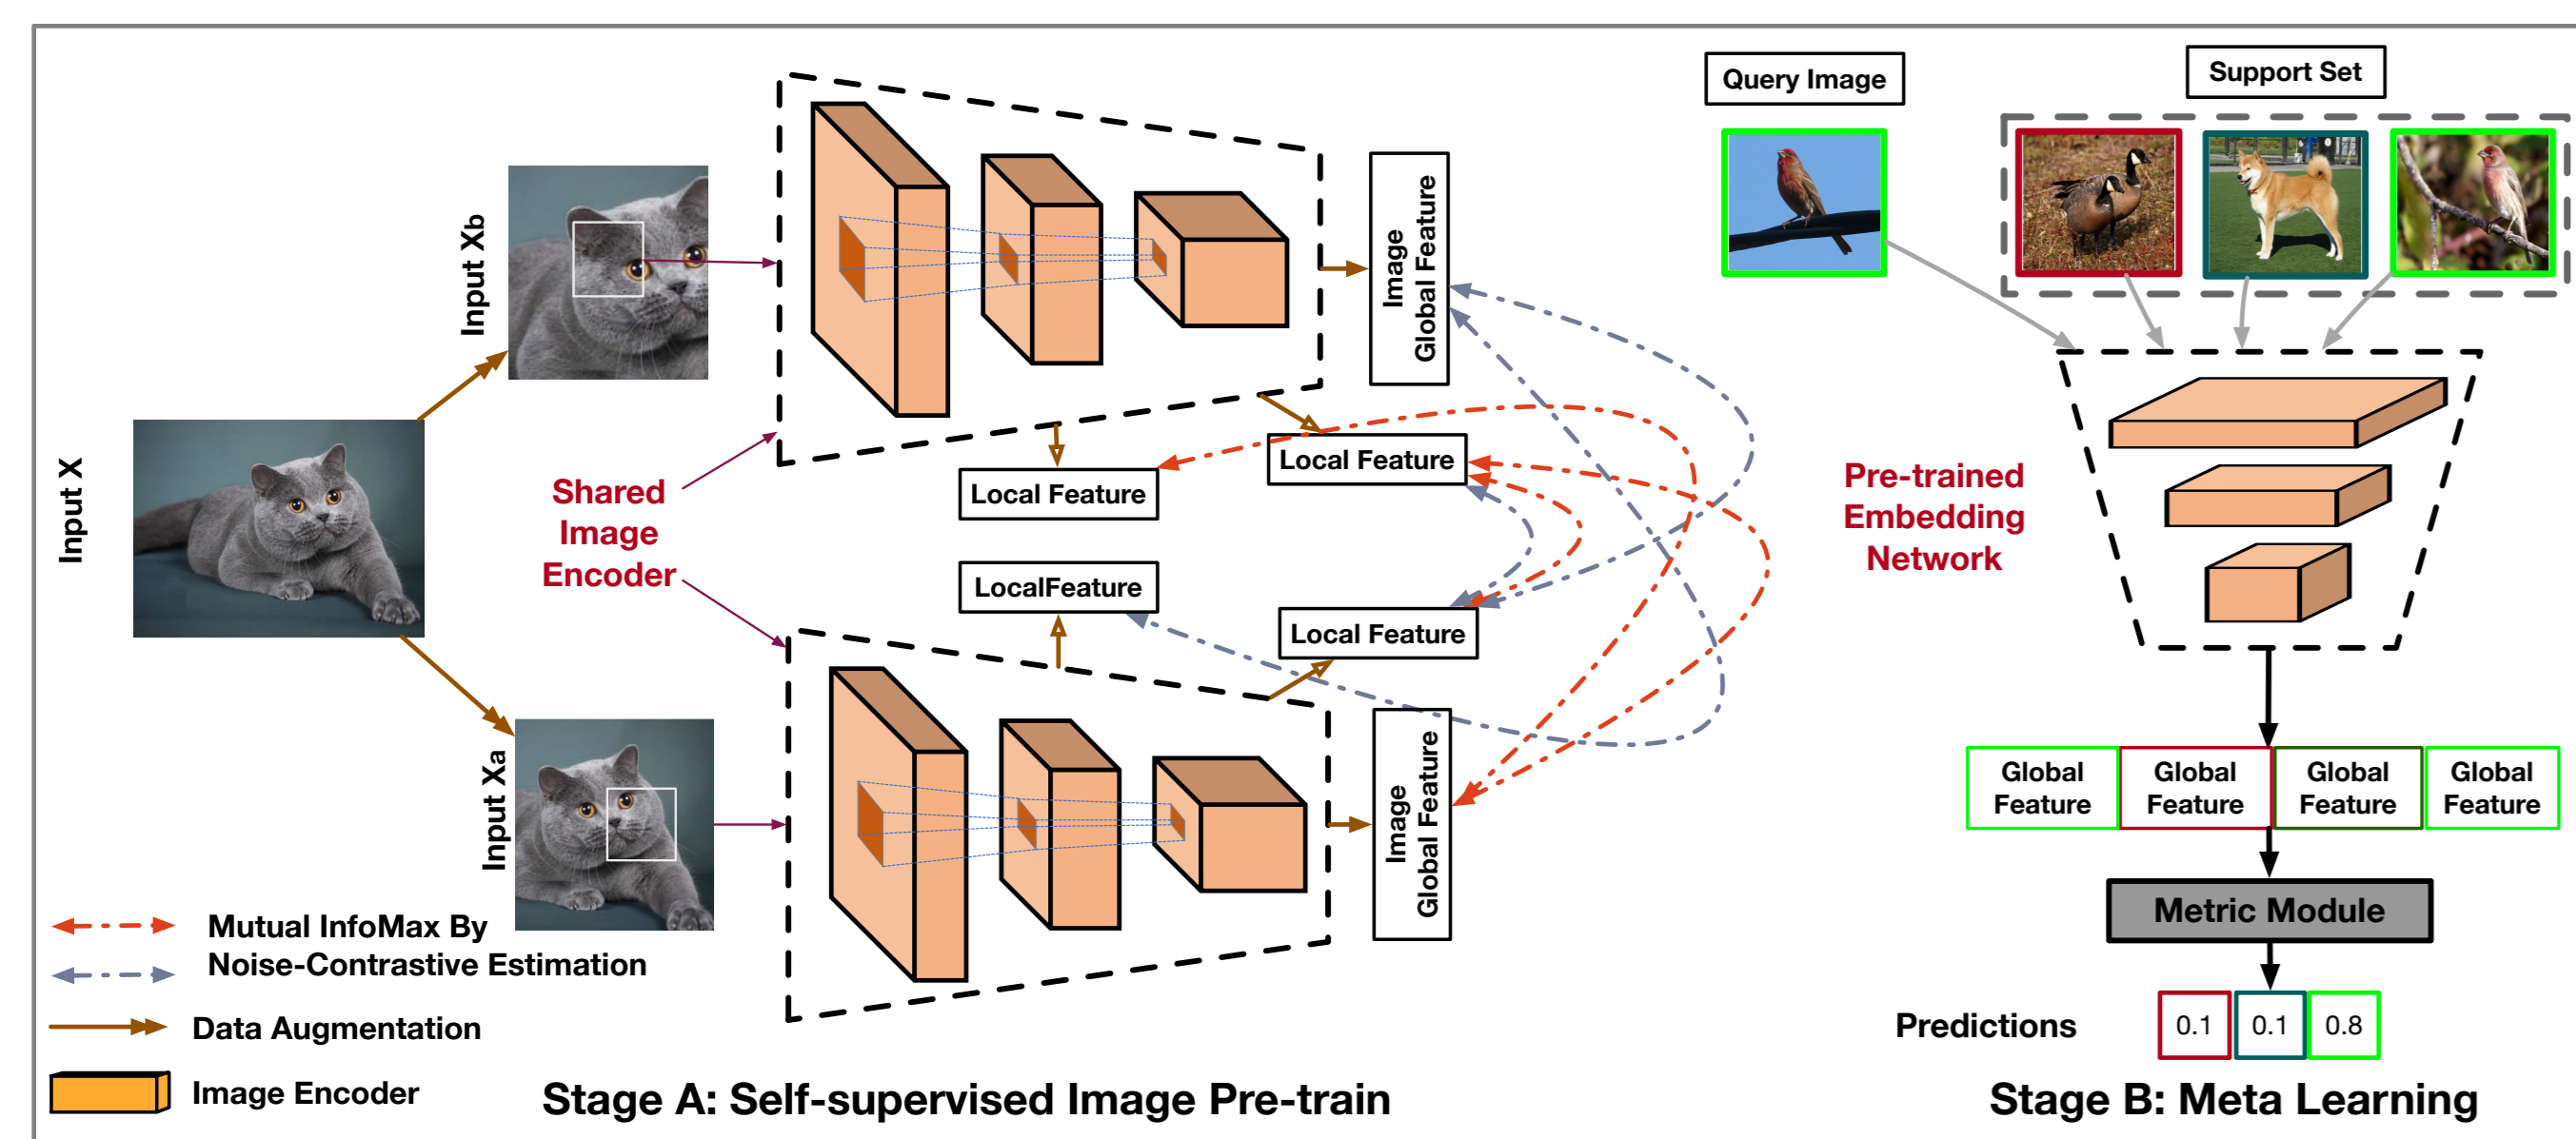 Query Image
Support Set
Input Xb
Image
Global Feature
Input X
Local Feature
Local Feature
Shared
Image
Encoder
Pre-trained
Embedding
Network
LocalFeature
Local Feature
Input Xa
Image
Global Feature
Global
Feature
Global
Feature
Global
Feature
Global
Feature
Metric Module
Predictions
0.1
0.1
0.8
Mutual InfoMax By
Noise-Contrastive Estimation
Data Augmentation
Image Encoder
Stage A: Self-supervised Image Pre-train
Stage B: Meta Learning